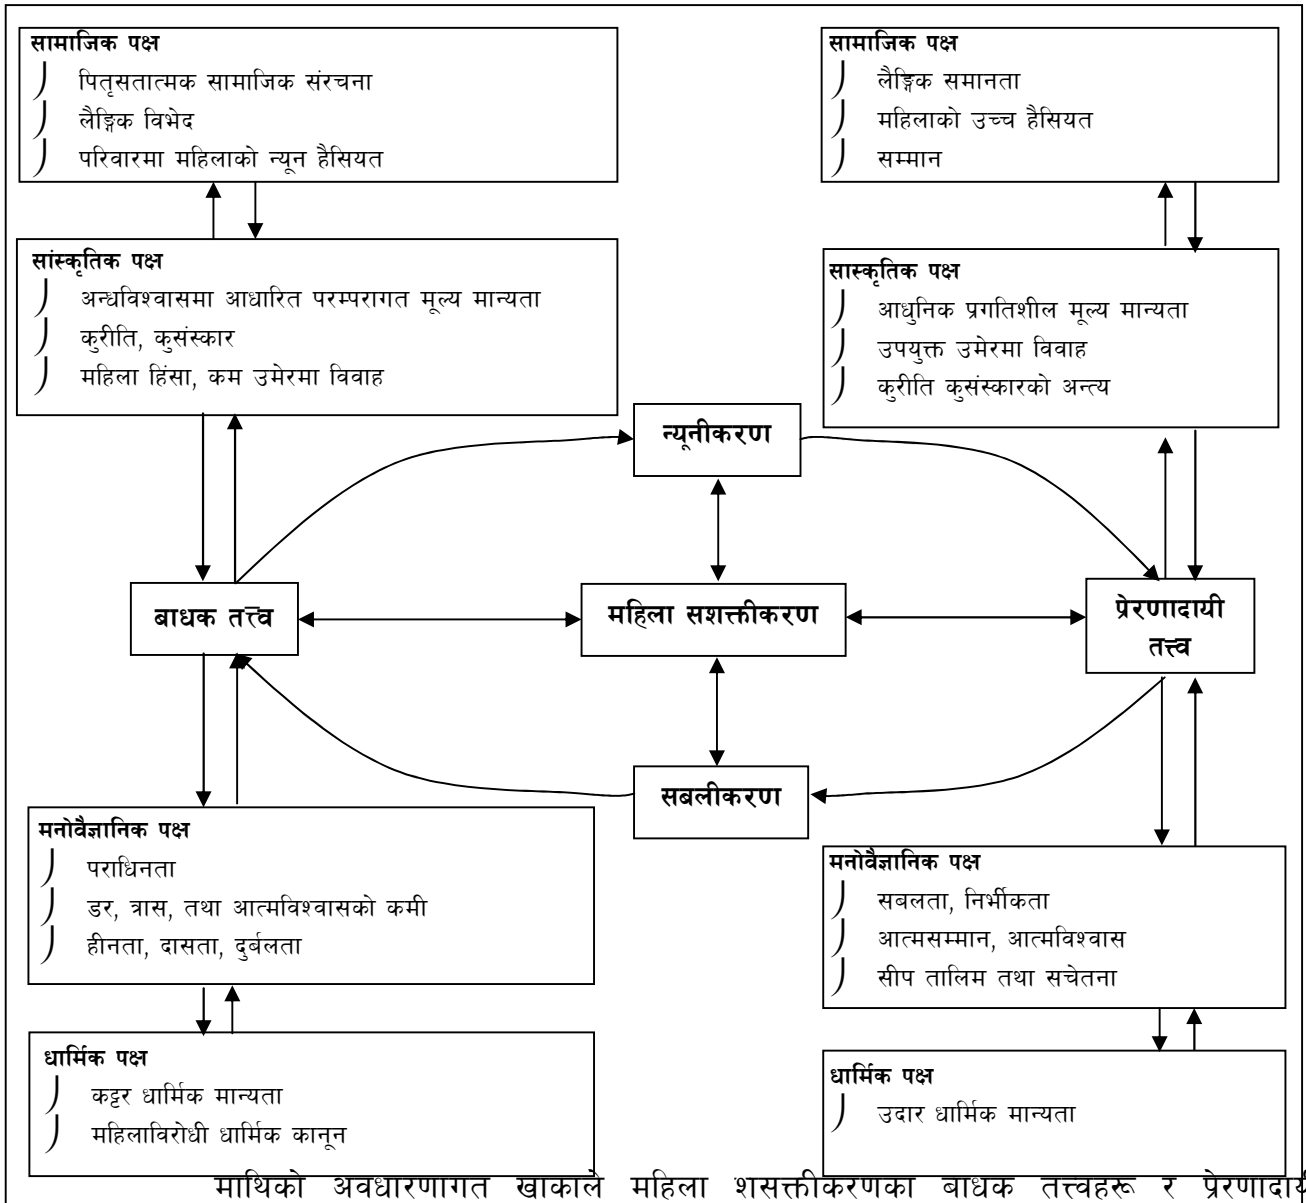 सामाजिक पक्ष
पितृसतात्मक सामाजिक संरचना
लैङ्गिक विभेद
परिवारमा महिलाको न्यून हैसियत
सांस्कृतिक पक्ष
अन्धविश्वासमा आधारित परम्परागत मूल्य मान्यता
कुरीति, कुसंस्कार
महिला हिंसा, कम उमेरमा विवाह
सामाजिक पक्ष
लैङ्गिक समानता
महिलाको उच्च हैसियत
सम्मान
सास्कृतिक पक्ष
आधुनिक प्रगतिशील मूल्य मान्यता
उपयुक्त उमेरमा विवाह
कुरीति कुसंस्कारको अन्त्य
न्यूनीकरण
बाधक तत्त्व
महिला सशक्तीकरण
प्रेरणादायी
तत्त्व
सबलीकरण
मनोवैज्ञानिक पक्ष
पराधिनता
डर, त्रास, तथा आत्मविश्वासको कमी
हीनता, दासता, दुर्बलता
धार्मिक पक्ष
कट्टर धार्मिक मान्यता
महिलाविरोधी धार्मिक कानून
मनोवैज्ञानिक पक्ष
सबलता, निर्भीकता
आत्मसम्मान, आत्मविश्वास
सीप तालिम तथा सचेतना
धार्मिक पक्ष
उदार धार्मिक मान्यता
माथिको अवधारणागत खाकाले महिला शसक्तीकरणका बाधक तत्त्वहरू र